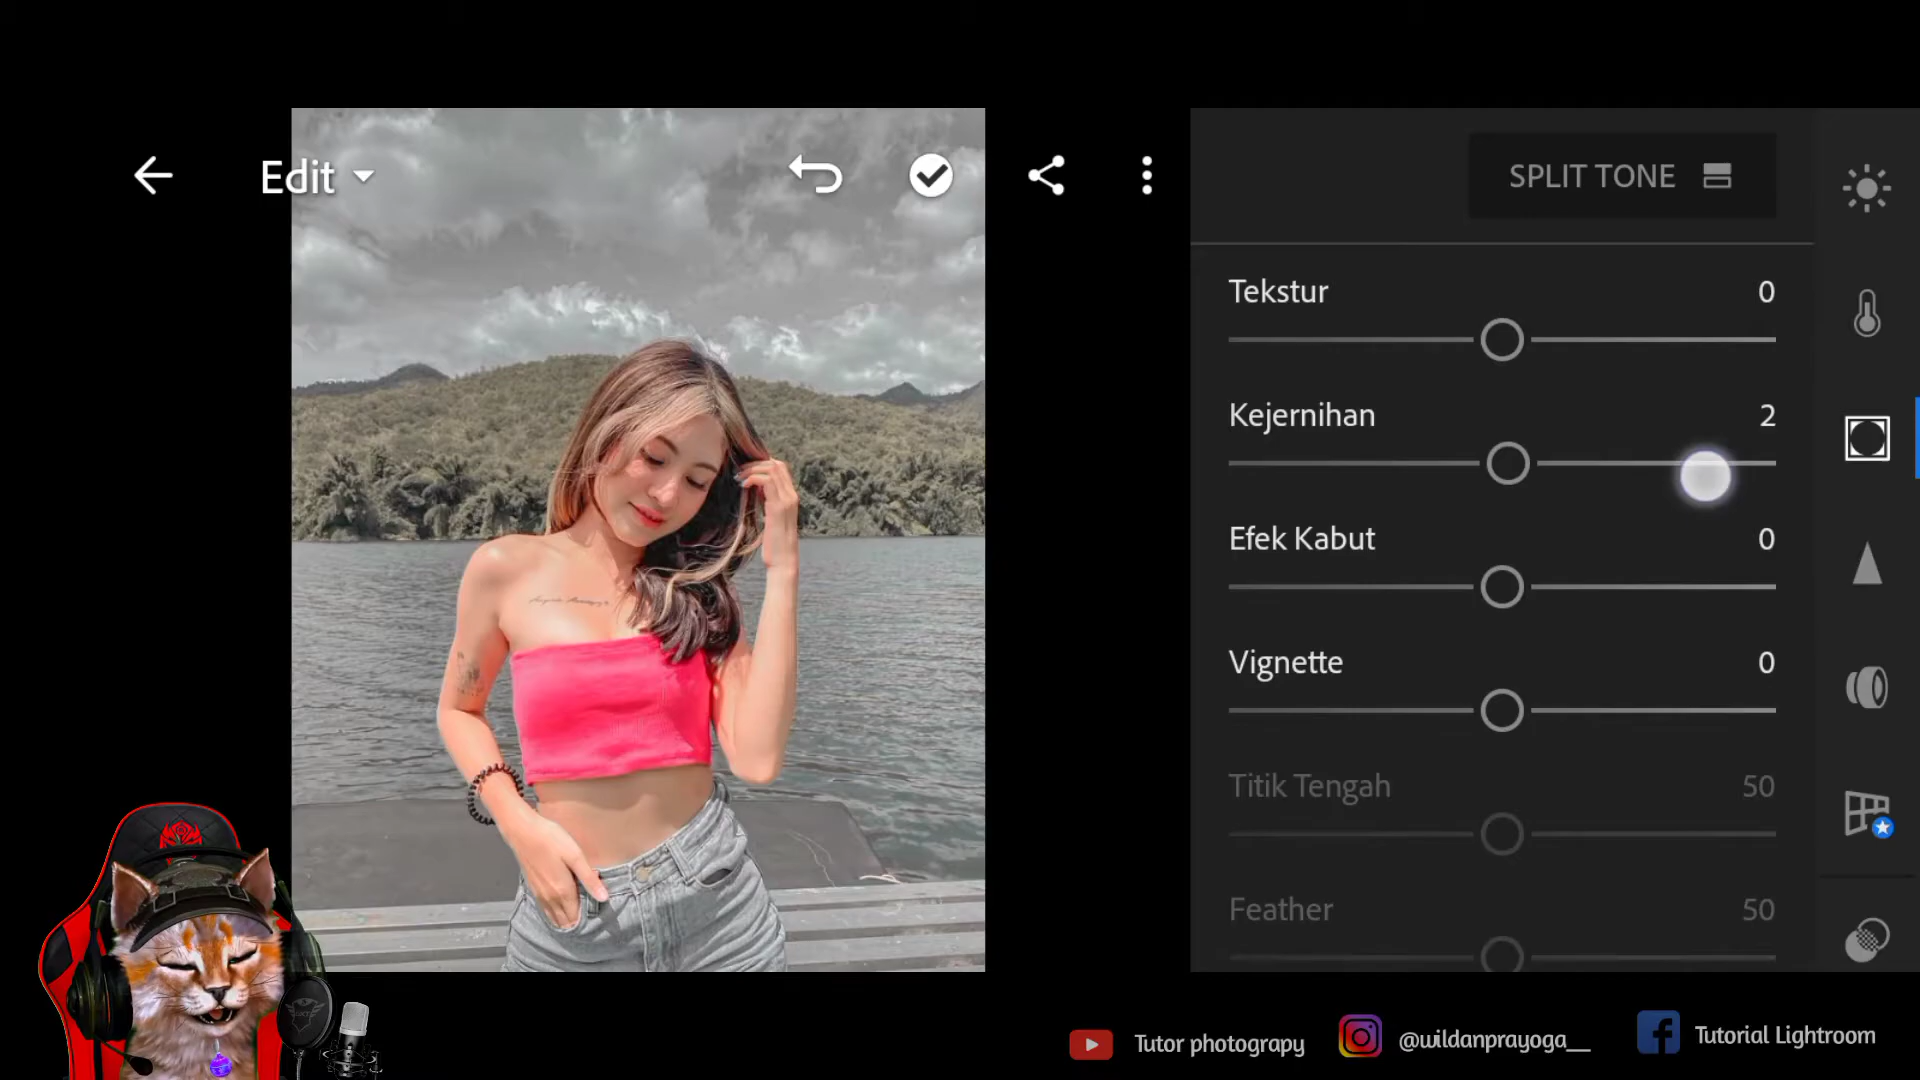 Edit
SPLIT TONE
Tekstur 0
Kejernihan 2
Efek Kabut 0
Vignette 0
Titik Tengah 50
Feather 50
Tutor photograpy
@wildanprayoga__
Tutorial Lightroom